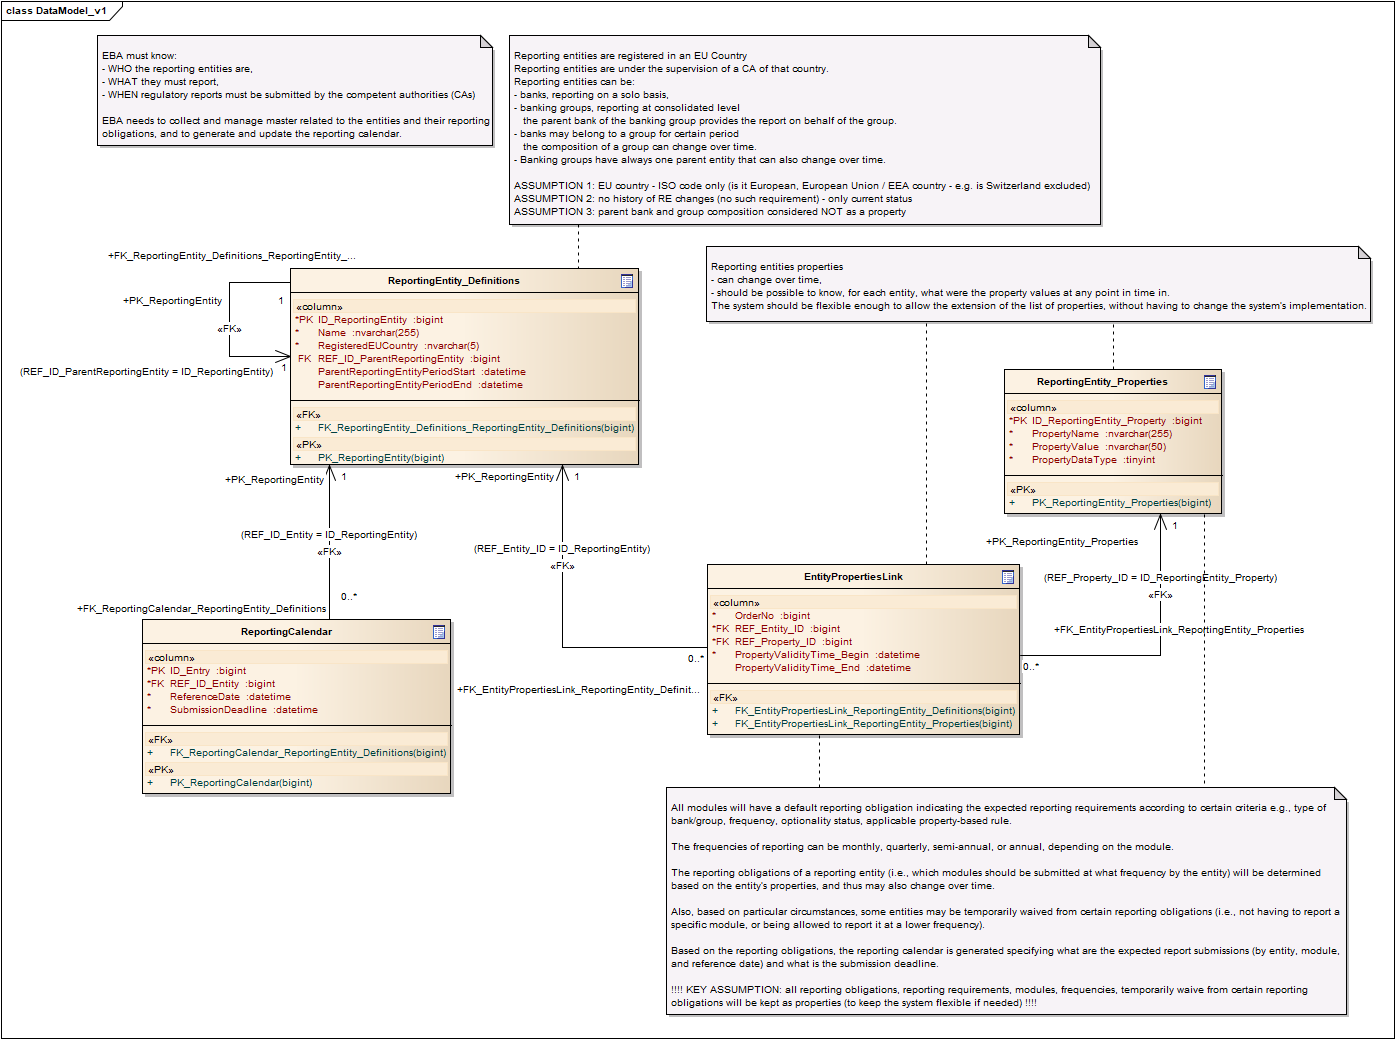 class DataModel_v1
EBA must know:
- WHO the reporting entities are,
- WHAT they must report,
- WHEN regulatory reports must be submitted by the competent authorities (CAs)
EBA needs to collect and manage master related to the entities and their reporting
obligations, and to generate and update the reporting calendar.
Reporting entities are registered in an EU Country
Reporting entities are under the supervision of a CA of that country.
Reporting entities can be:
- banks, reporting on a solo basis,
- banking groups, reporting at consolidated level
the parent bank of the banking group provides the report on behalf of the group.
- banks may belong to a group for certain period
the composition of a group can change over time.
- Banking groups have always one parent entity that can also change over time.
ASSUMPTION 1: EU country - ISO code only (is it European, European Union / EEA country - e.g. is Switzerland excluded)
ASSUMPTION 2: no history of RE changes (no such requirement) - only current status
ASSUMPTION 3: parent bank and group composition considered NOT as a property
Reporting entities properties
- can change over time,
- should be possible to know, for each entity, what were the property values at any point in time in.
The system should be flexible enough to allow the extension of the list of properties, without having to change the system's implementation.
+FK_ReportingEntity_Definitions_ReportingEntity_...
+PK_ReportingEntity
1
«FK»
(REF_ID_ParentReportingEntity = ID_ReportingEntity)
1
ReportingEntity_Definitions
«column»
*PK ID_ReportingEntity :bigint
* Name :nvarchar(255)
* RegisteredEUCountry :nvarchar(5)
FK REF_ID_ParentReportingEntity :bigint
ParentReportingEntityPeriodStart :datetime
ParentReportingEntityPeriodEnd :datetime
«FK»
+ FK_ReportingEntity_Definitions_ReportingEntity_Definitions(bigint)
«PK»
+ PK_ReportingEntity(bigint)
ReportingEntity_Properties
«column»
*PK ID_ReportingEntity_Property :bigint
* PropertyName :nvarchar(255)
* PropertyValue :nvarchar(50)
* PropertyDataType :tinyint
«PK»
+ PK_ReportingEntity_Properties(bigint)
+PK_ReportingEntity
1
(REF_ID_Entity = ID_ReportingEntity)
«FK»
0..*
+FK_ReportingCalendar_ReportingEntity_Definitions
+PK_ReportingEntity
1
(REF_Entity_ID = ID_ReportingEntity)
«FK»
0..*
+FK_EntityPropertiesLink_ReportingEntity_Definit...
1
+PK_ReportingEntity_Properties
(REF_Property_ID = ID_ReportingEntity_Property)
«FK»
+FK_EntityPropertiesLink_ReportingEntity_Properties
0..*
EntityPropertiesLink
«column»
* OrderNo :bigint
*FK REF_Entity_ID :bigint
*FK REF_Property_ID :bigint
* PropertyValidityTime_Begin :datetime
PropertyValidityTime_End :datetime
«FK»
+ FK_EntityPropertiesLink_ReportingEntity_Definitions(bigint)
+ FK_EntityPropertiesLink_ReportingEntity_Properties(bigint)
ReportingCalendar
«column»
*PK ID_Entry :bigint
*FK REF_ID_Entity :bigint
* ReferenceDate :datetime
* SubmissionDeadline :datetime
«FK»
+ FK_ReportingCalendar_ReportingEntity_Definitions(bigint)
«PK»
+ PK_ReportingCalendar(bigint)
All modules will have a default reporting obligation indicating the expected reporting requirements according to certain criteria e.g., type of
bank/group, frequency, optionality status, applicable property-based rule.
The frequencies of reporting can be monthly, quarterly, semi-annual, or annual, depending on the module.
The reporting obligations of a reporting entity (i.e., which modules should be submitted at what frequency by the entity) will be determined
based on the entity's properties, and thus may also change over time.
Also, based on particular circumstances, some entities may be temporarily waived from certain reporting obligations (i.e., not having to report a
specific module, or being allowed to report it at a lower frequency).
Based on the reporting obligations, the reporting calendar is generated specifying what are the expected report submissions (by entity, module,
and reference date) and what is the submission deadline.
!!!! KEY ASSUMPTION: all reporting obligations, reporting requirements, modules, frequencies, temporarily waive from certain reporting
obligations will be kept as properties (to keep the system flexible if needed) !!!!